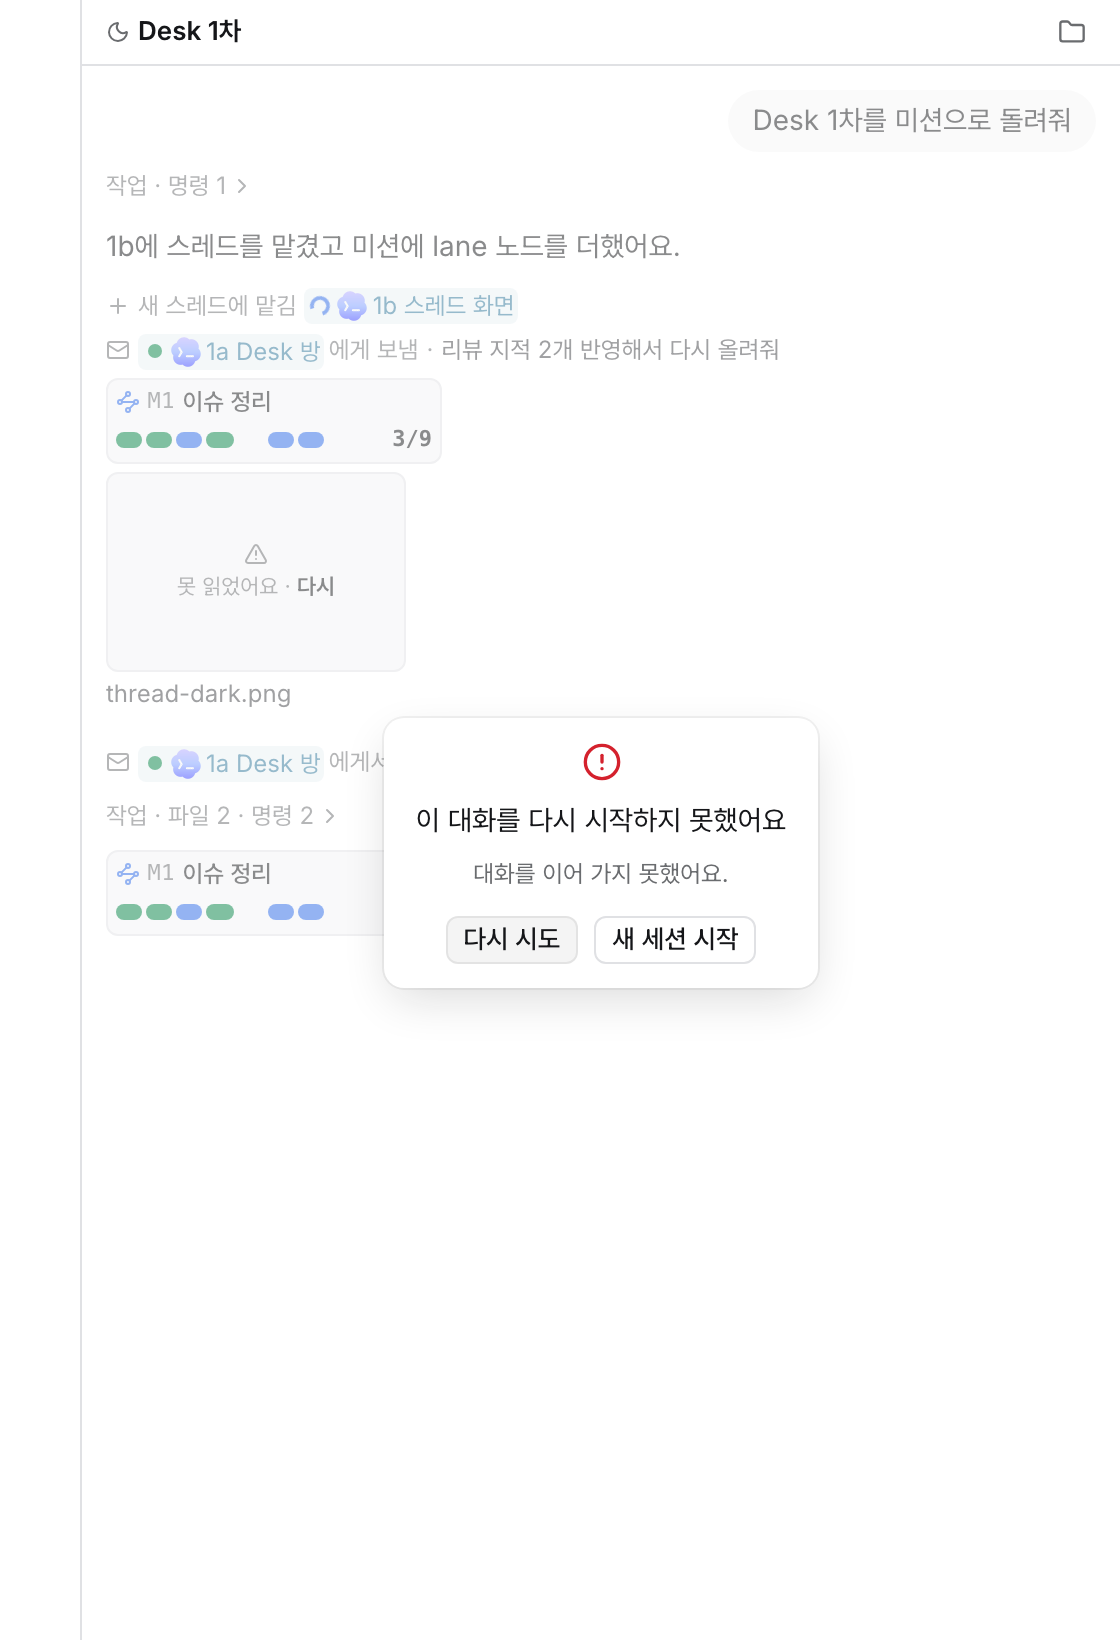 Desk 1차
Desk 1차를 미션으로 돌려줘
작업 · 명령 1
1b에 스레드를 맡겼고 미션에 lane 노드를 더했어요.
새 스레드에 맡김 1b 스레드 화면
1a Desk 방 에게 보냄 · 리뷰 지적 2개 반영해서 다시 올려줘
M1 이슈 정리
3/9
못 읽었어요 · 다시
thread-dark.png
1a Desk 방 에게서
작업 · 파일 2 · 명령 2
M1 이슈 정리
이 대화를 다시 시작하지 못했어요
대화를 이어 가지 못했어요.
다시 시도 새 세션 시작